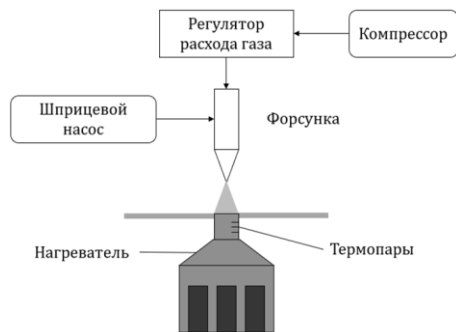 Регулятор
расхода газа
Компрессор
Шприцевой
насос
Форсунка
Нагреватель
Термопары